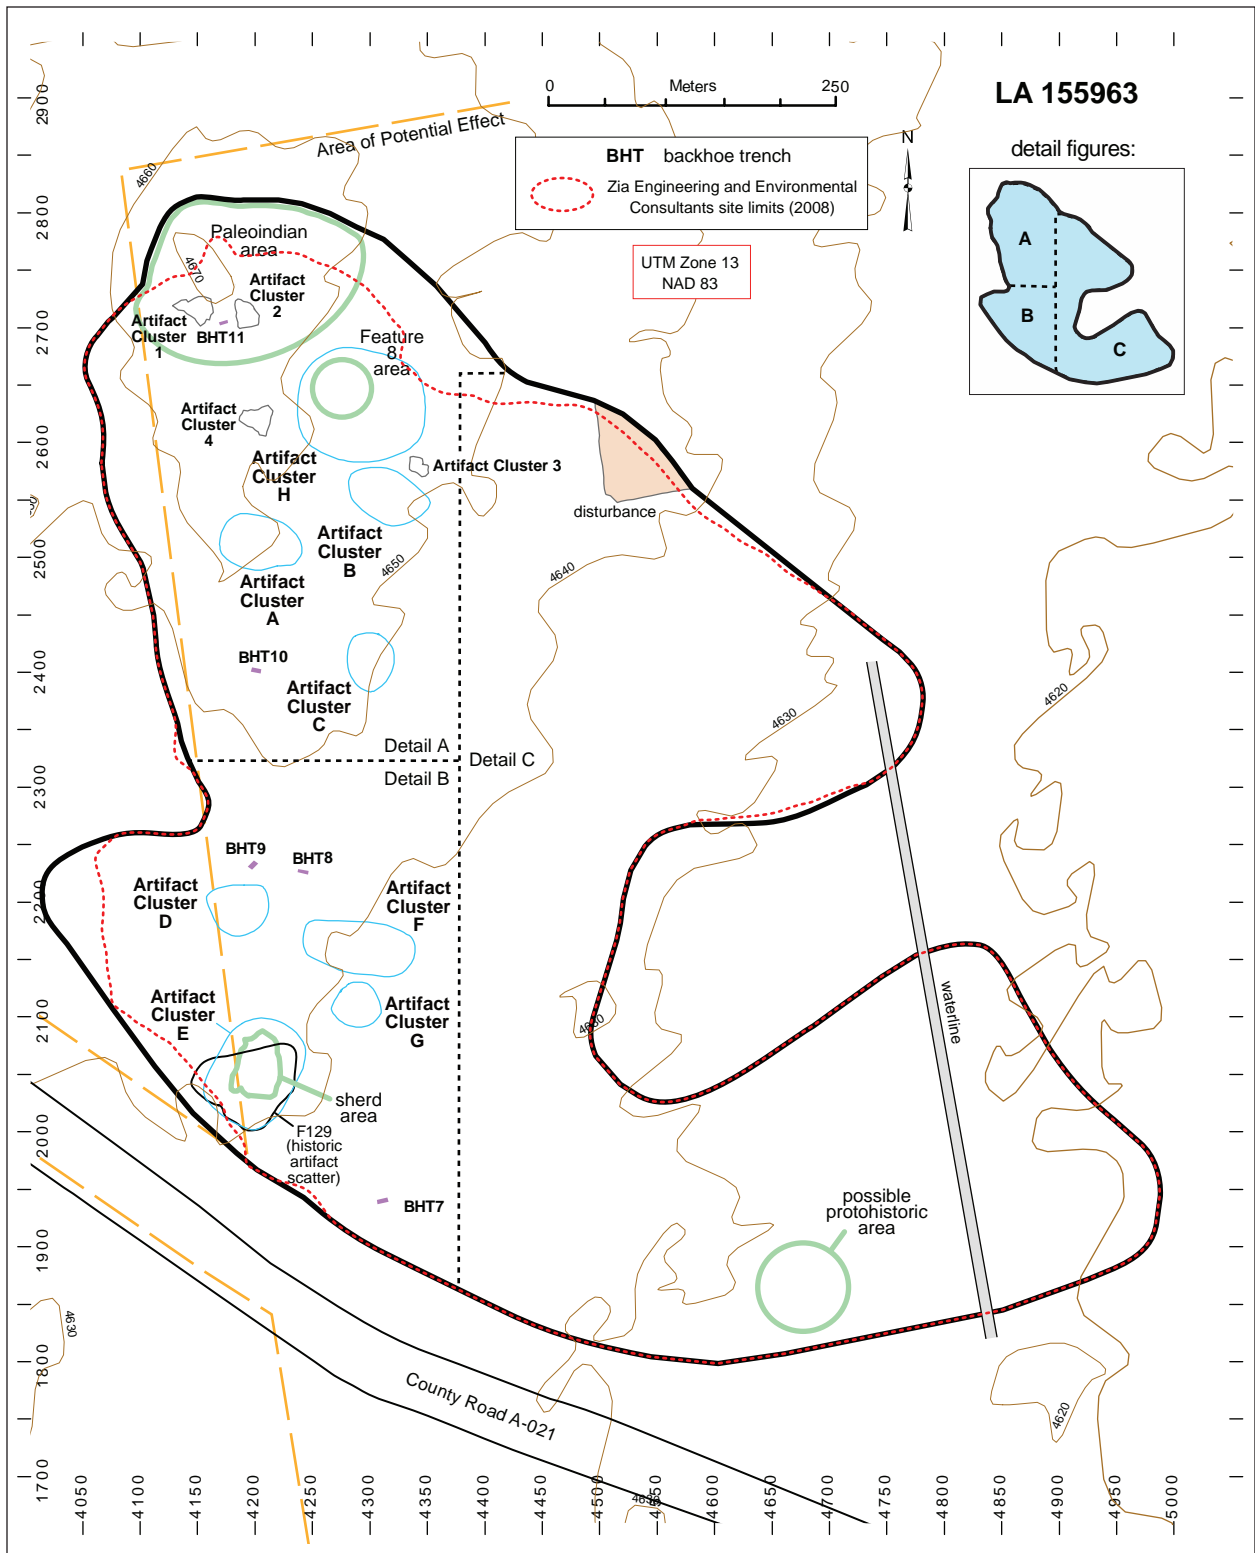 LA 155963
detail figures:
A
B
C
0 Meters 250
N
BHT backhoe trench
Zia Engineering and Environmental
Consultants site limits (2008)
UTM Zone 13
NAD 83
Area of Potential Effect
4660
Paleoindian
area
4670
Artifact
Cluster
2
Artifact
Cluster
1
BHT11
Feature
8
area
Artifact
Cluster
4
Artifact
Cluster
H
Artifact Cluster 3
disturbance
Artifact
Cluster
B
4650
4640
Artifact
Cluster
A
BHT10
Artifact
Cluster
C
4630
4620
Detail A
Detail B
Detail C
BHT9
BHT8
Artifact
Cluster
D
Artifact
Cluster
F
Artifact
Cluster
E
Artifact
Cluster
G
4630
waterline
sherd
area
F129
(historic
artifact
scatter)
BHT7
possible
protohistoric
area
4630
County Road A-021
4620
4630
2900
2800
2700
2600
2500
2400
2300
2200
2100
2000
1900
1800
1700
4050
4100
4150
4200
4250
4300
4350
4400
4450
4500
4550
4600
4650
4700
4750
4800
4850
4900
4950
5000